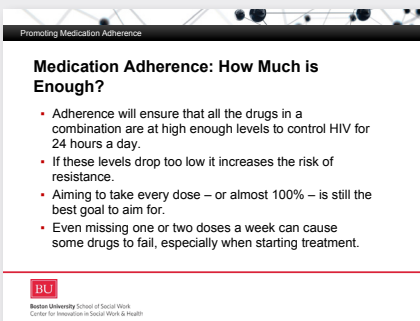 Promoting Medication Adherence
Medication Adherence: How Much is
Enough?
▪ Adherence will ensure that all the drugs in a
combination are at high enough levels to control HIV for
24 hours a day.
▪ If these levels drop too low it increases the risk of
resistance.
▪ Aiming to take every dose – or almost 100% – is still the
best goal to aim for.
▪ Even missing one or two doses a week can cause
some drugs to fail, especially when starting treatment.
BU
Boston University School of Social Work
Center for Innovation in Social Work & Health